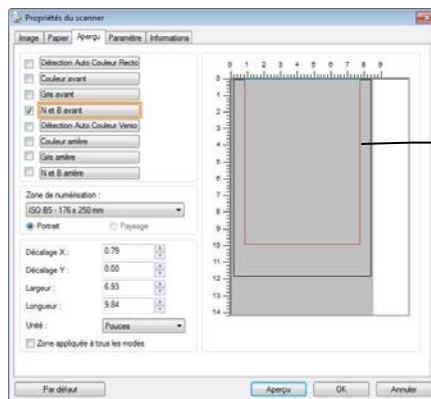 Propriétés du scanner
Image Papier Aperçu Paramètre Informations
Détection Auto Couleur Recto
Couleur avant
Gris avant
N et B avant
Détection Auto Couleur Verso
Couleur arrière
Gris arrière
N et B arrière
Zone de numérisation :
ISO B5 - 176 x 250 mm
Portrait Paysage
Décalage X : 0.79
Décalage Y : 0.00
Largeur : 6.93
Longueur : 9.84
Unité : Pouces
Zone appliquée à tous les modes
0 1 2 3 4 5 6 7 8 9
0
1
2
3
4
5
6
7
8
9
10
11
12
13
14
Par défaut Aperçu OK Annuler